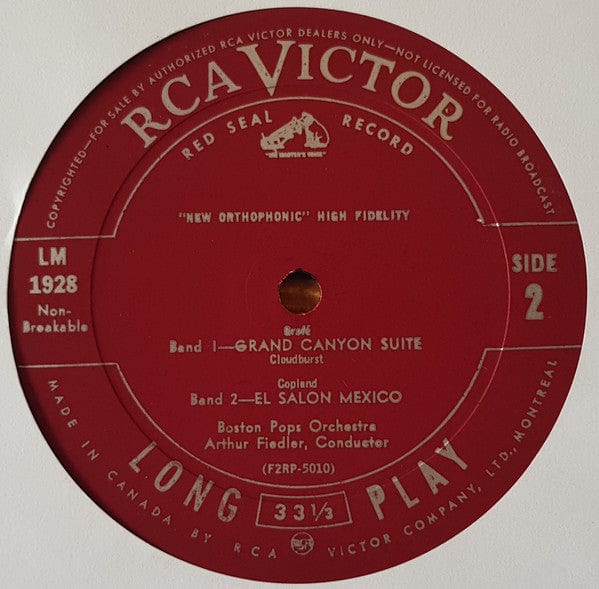 COPYRIGHTED—FOR SALE BY AUTHORIZED RCA VICTOR DEALERS ONLY—NOT LICENSED FOR RADIO BROADCAST
RCA VICTOR
RED SEAL RECORD
"HIS MASTER'S VOICE"
"NEW ORTHOPHONIC" HIGH FIDELITY
LM
1928
Non-
Breakable
SIDE
2
Grofé
Band 1—GRAND CANYON SUITE
Cloudburst
Copland
Band 2—EL SALON MEXICO
Boston Pops Orchestra
Arthur Fiedler, Conductor
(F2RP-5010)
LONG PLAY
33 1/3
MADE IN CANADA BY RCA VICTOR COMPANY, LTD., MONTREAL